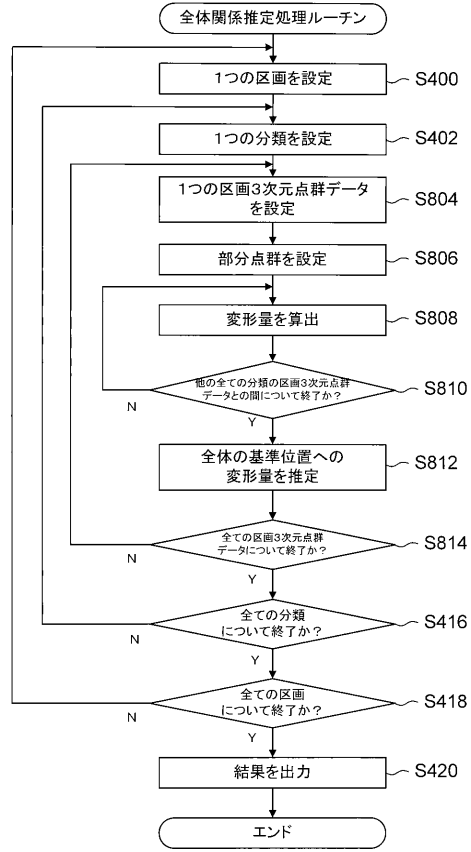 全体関係推定処理ルーチン
1つの区画を設定
S400
1つの分類を設定
S402
1つの区画3次元点群データ
を設定
S804
部分点群を設定
S806
変形量を算出
S808
他の全ての分類の区画3次元点群
データとの間について終了か?
S810
N
Y
全体の基準位置への
変形量を推定
S812
全ての区画3次元点群
データについて終了か?
S814
N
Y
全ての分類
について終了か?
S416
N
Y
全ての区画
について終了か?
S418
N
Y
結果を出力
S420
エンド